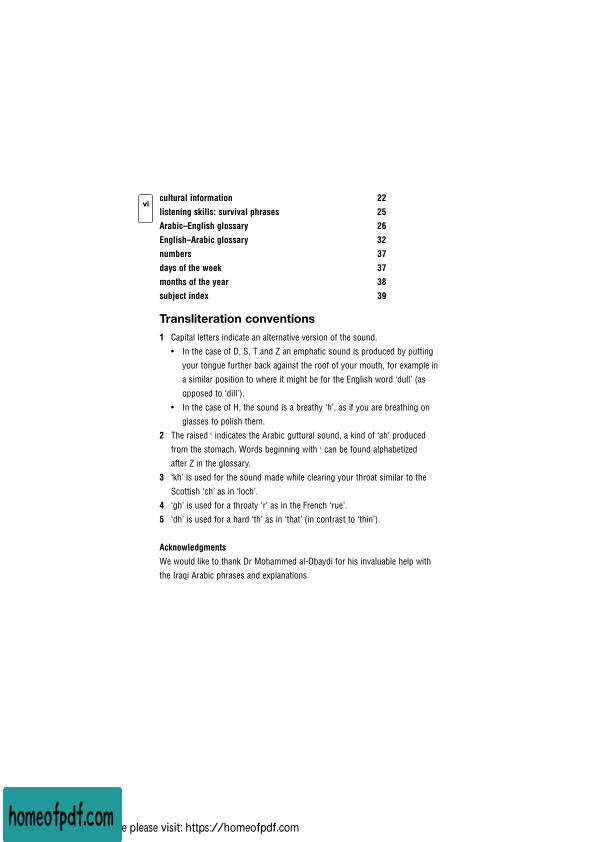 vi
cultural information 22
listening skills: survival phrases 25
Arabic–English glossary 26
English–Arabic glossary 32
numbers 37
days of the week 37
months of the year 38
subject index 39
Transliteration conventions
1 Capital letters indicate an alternative version of the sound.
• In the case of D, S, T and Z an emphatic sound is produced by putting
your tongue further back against the roof of your mouth, for example in
a similar position to where it might be for the English word ‘dull’ (as
opposed to ‘dill’).
• In the case of H, the sound is a breathy ‘h’, as if you are breathing on
glasses to polish them.
2 The raised ᶜ indicates the Arabic guttural sound, a kind of ‘ah’ produced
from the stomach. Words beginning with ᶜ can be found alphabetized
after Z in the glossary.
3 ‘kh’ is used for the sound made while clearing your throat similar to the
Scottish ‘ch’ as in ‘loch’.
4 ‘gh’ is used for a throaty ‘r’ as in the French ‘rue’.
5 ‘dh’ is used for a hard ‘th’ as in ‘that’ (in contrast to ‘thin’).
Acknowledgments
We would like to thank Dr Mohammed al-Obaydi for his invaluable help with
the Iraqi Arabic phrases and explanations.
homeofpdf.com
e please visit: https://homeofpdf.com